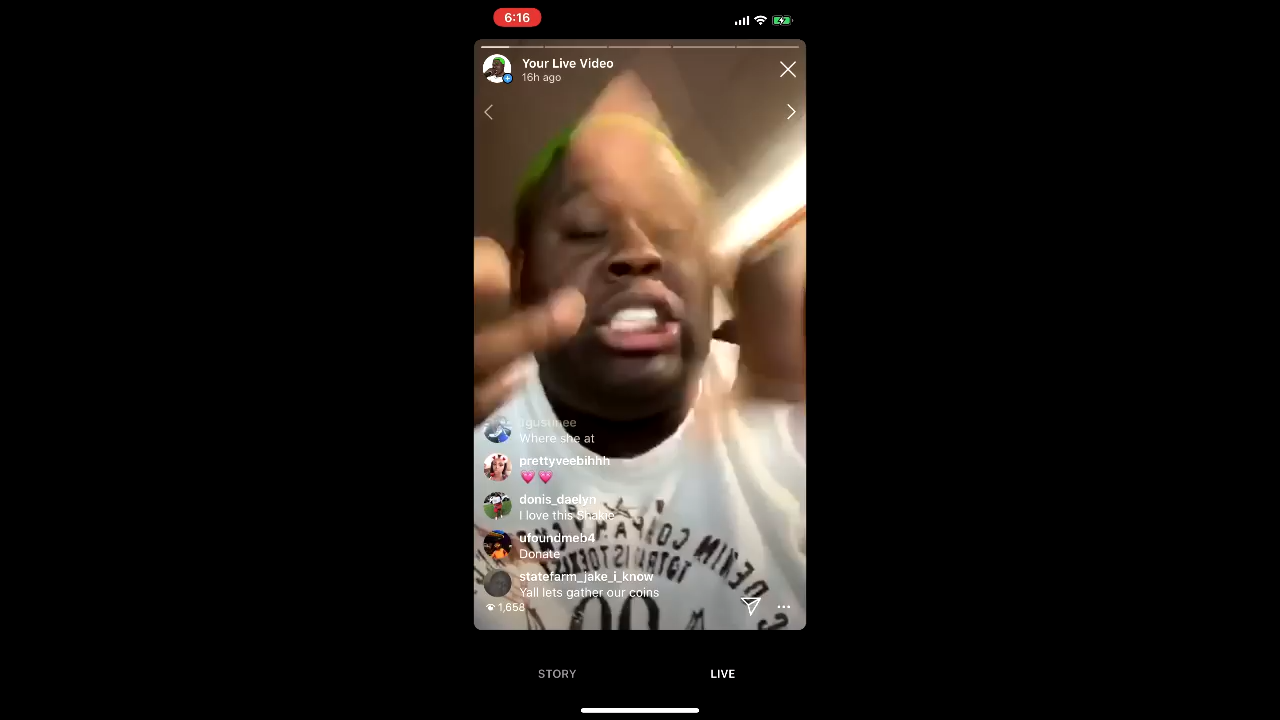 6:16
Your Live Video
16h ago
Where she at
prettyveebihhh
💗 💗
donis_daelyn
I love this Shakie
ufoundmeb4
Donate
statefarm_jake_i_know
Yall lets gather our coins
1,658
STORY
LIVE